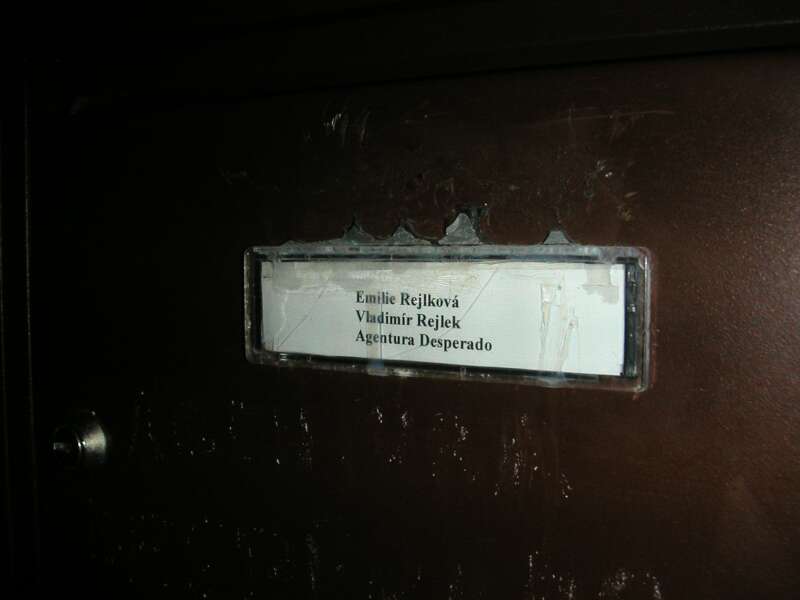 Emilie Rejlková
Vladimír Rejlek
Agentura Desperado